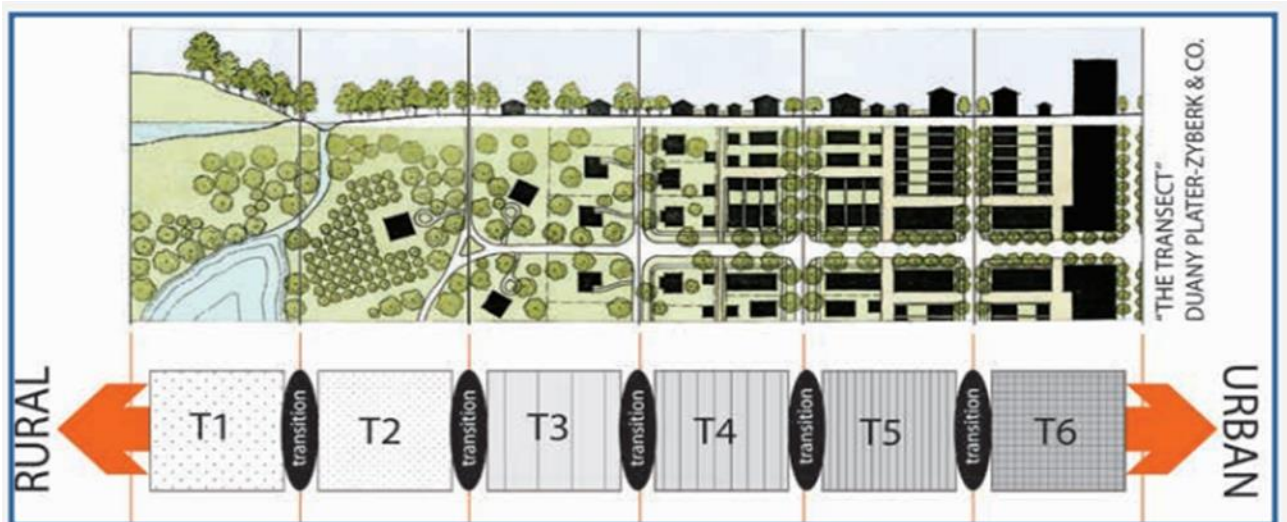 "THE TRANSECT"
DUANY PLATER-ZYBERK & CO.
RURAL
T1
transition
T2
transition
T3
transition
T4
transition
T5
transition
T6
URBAN